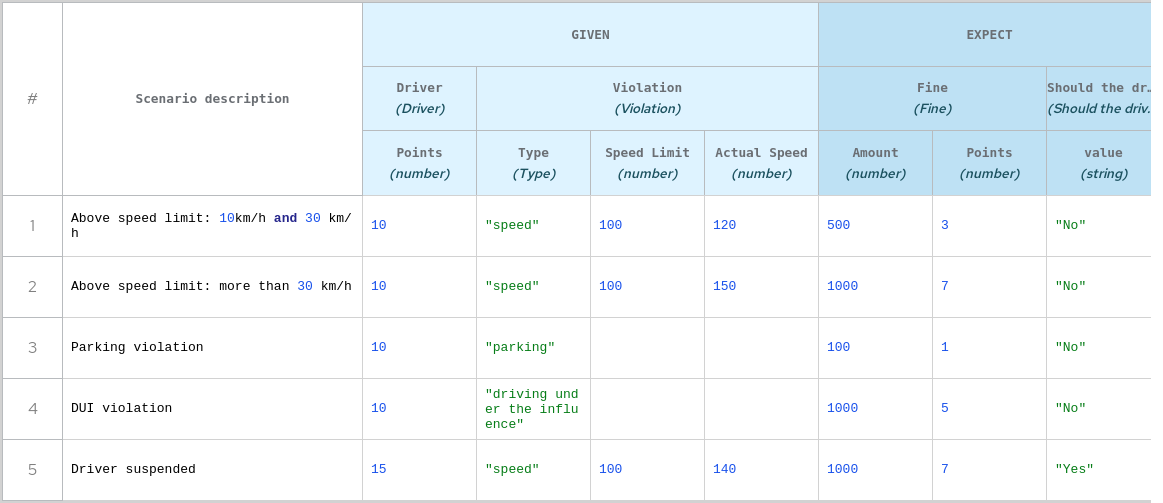 GIVEN
EXPECT
#
Scenario description
Driver
(Driver)
Violation
(Violation)
Fine
(Fine)
Should the dr…
(Should the driv…
Points
(number)
Type
(Type)
Speed Limit
(number)
Actual Speed
(number)
Amount
(number)
Points
(number)
value
(string)
1
Above speed limit: 10km/h and 30 km/
h
10
"speed"
100
120
500
3
"No"
2
Above speed limit: more than 30 km/h
10
"speed"
100
150
1000
7
"No"
3
Parking violation
10
"parking"
100
1
"No"
4
DUI violation
10
"driving und
er the influ
ence"
1000
5
"No"
5
Driver suspended
15
"speed"
100
140
1000
7
"Yes"